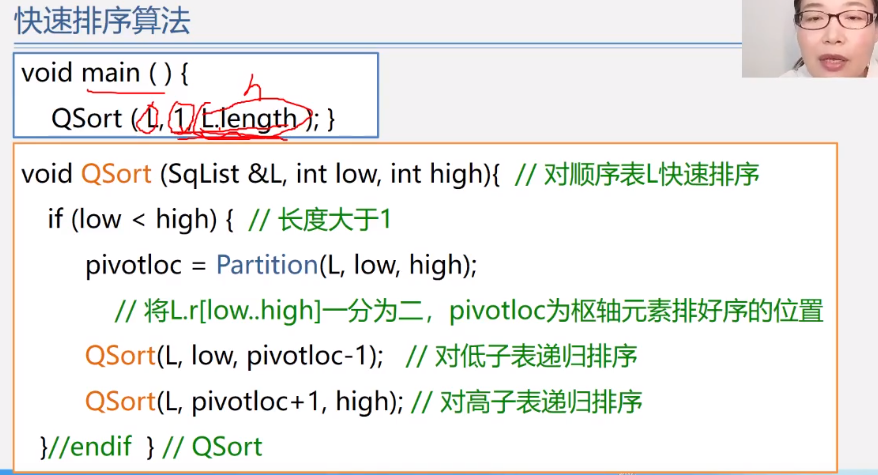 快速排序算法
void main ( ) {
QSort ( L, 1, L.length ); }
n
void QSort (SqList &L, int low, int high){ // 对顺序表L快速排序
if (low < high) { // 长度大于1
pivotloc = Partition(L, low, high);
// 将L.r[low..high]一分为二，pivotloc为枢轴元素排好序的位置
QSort(L, low, pivotloc-1); // 对低子表递归排序
QSort(L, pivotloc+1, high); // 对高子表递归排序
}//endif } // QSort